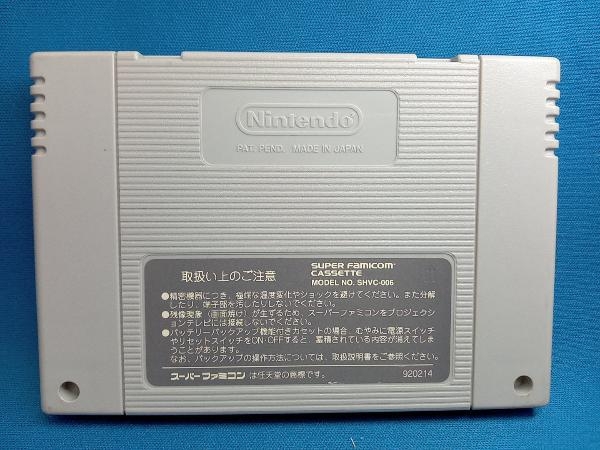 Nintendo
PAT. PEND. MADE IN JAPAN
取扱い上のご注意
SUPER FAMICOM
CASSETTE
MODEL NO. SHVC-006
●精密機器につき、極端な温度変化やショックを避けてください。また分解
したり、端子部を汚したりしないでください。
●残像現象(画面焼け)が生ずるため、スーパーファミコンをプロジェク
ションテレビには接続しないでください。
●バッテリーバックアップ機能付きカセットの場合、むやみに電源スイッチ
やリセットスイッチをON・OFFすると、蓄積されている内容が消えてしま
うことがあります。
なお、バックアップの操作方法については、取扱説明書をご参照ください。
スーパーファミコン は任天堂の商標です。
920214